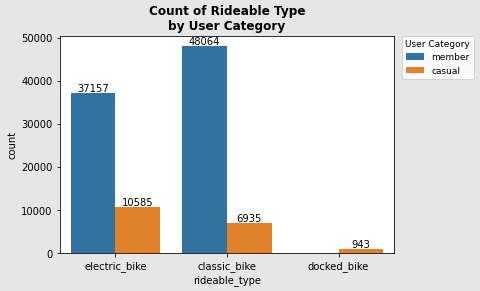 Count of Rideable Type
by User Category
User Category
member
casual
count
50000
40000
30000
20000
10000
0
37157
10585
48064
6935
943
electric_bike
classic_bike
docked_bike
rideable_type